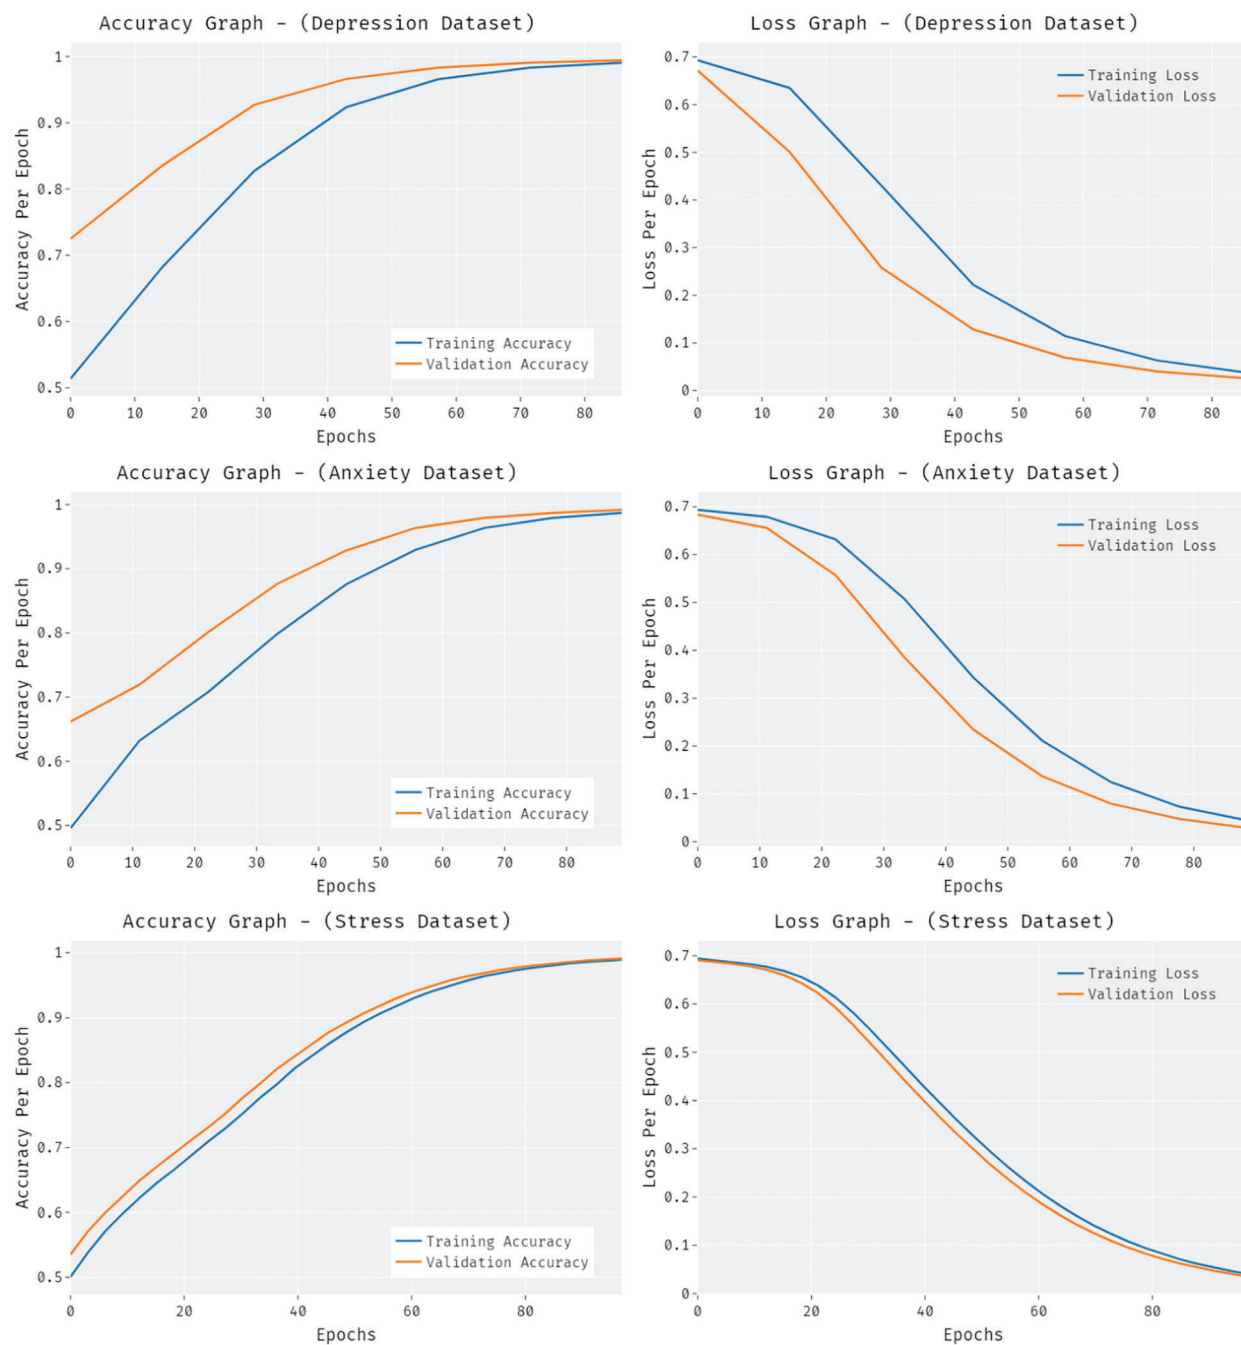 Accuracy Graph - (Depression Dataset)
Accuracy Per Epoch
1
0.9
0.8
0.7
0.6
0.5
0 10 20 30 40 50 60 70 80
Epochs
Training Accuracy
Validation Accuracy
Loss Graph - (Depression Dataset)
Loss Per Epoch
0.7
0.6
0.5
0.4
0.3
0.2
0.1
0
0 10 20 30 40 50 60 70 80
Epochs
Training Loss
Validation Loss
Accuracy Graph - (Anxiety Dataset)
Accuracy Per Epoch
1
0.9
0.8
0.7
0.6
0.5
0 10 20 30 40 50 60 70 80
Epochs
Training Accuracy
Validation Accuracy
Loss Graph - (Anxiety Dataset)
Loss Per Epoch
0.7
0.6
0.5
0.4
0.3
0.2
0.1
0
0 10 20 30 40 50 60 70 80
Epochs
Training Loss
Validation Loss
Accuracy Graph - (Stress Dataset)
Accuracy Per Epoch
1
0.9
0.8
0.7
0.6
0.5
0 20 40 60 80
Epochs
Training Accuracy
Validation Accuracy
Loss Graph - (Stress Dataset)
Loss Per Epoch
0.7
0.6
0.5
0.4
0.3
0.2
0.1
0
0 20 40 60 80
Epochs
Training Loss
Validation Loss